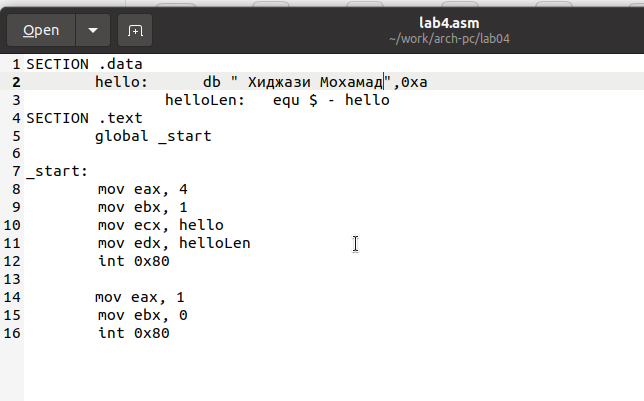 Open
lab4.asm
~/work/arch-pc/lab04
1 SECTION .data
2 hello: db " Хиджази Мохамад",0xa
3 helloLen: equ $ - hello
4 SECTION .text
5 global _start
6
7 _start:
8 mov eax, 4
9 mov ebx, 1
10 mov ecx, hello
11 mov edx, helloLen
12 int 0x80
13
14 mov eax, 1
15 mov ebx, 0
16 int 0x80